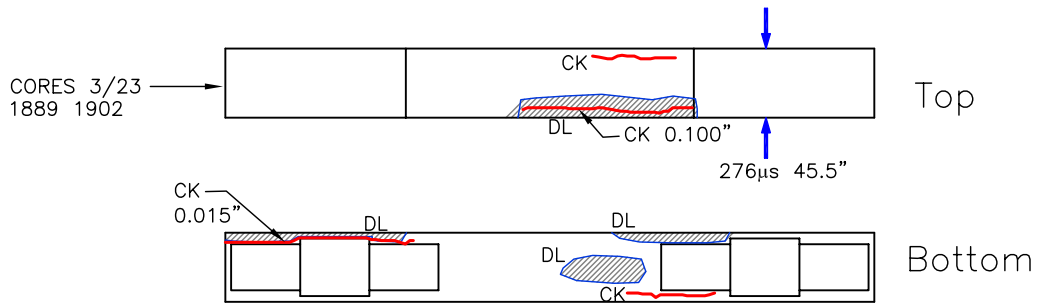 CK
CORES 3/23
1889 1902
Top
DL
CK 0.100”
276μs 45.5”
CK
0.015”
DL
DL
DL
Bottom
CK